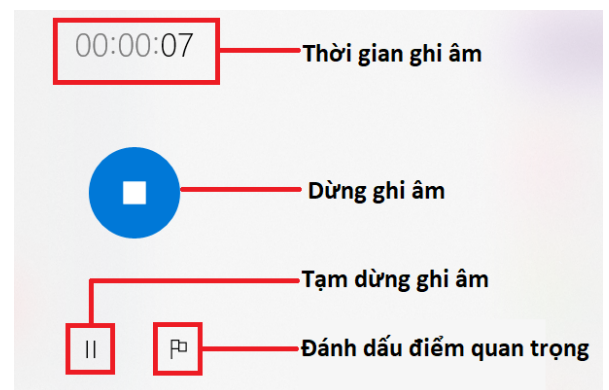 00:00:07
Thời gian ghi âm
Dừng ghi âm
Tạm dừng ghi âm
Đánh dấu điểm quan trọng